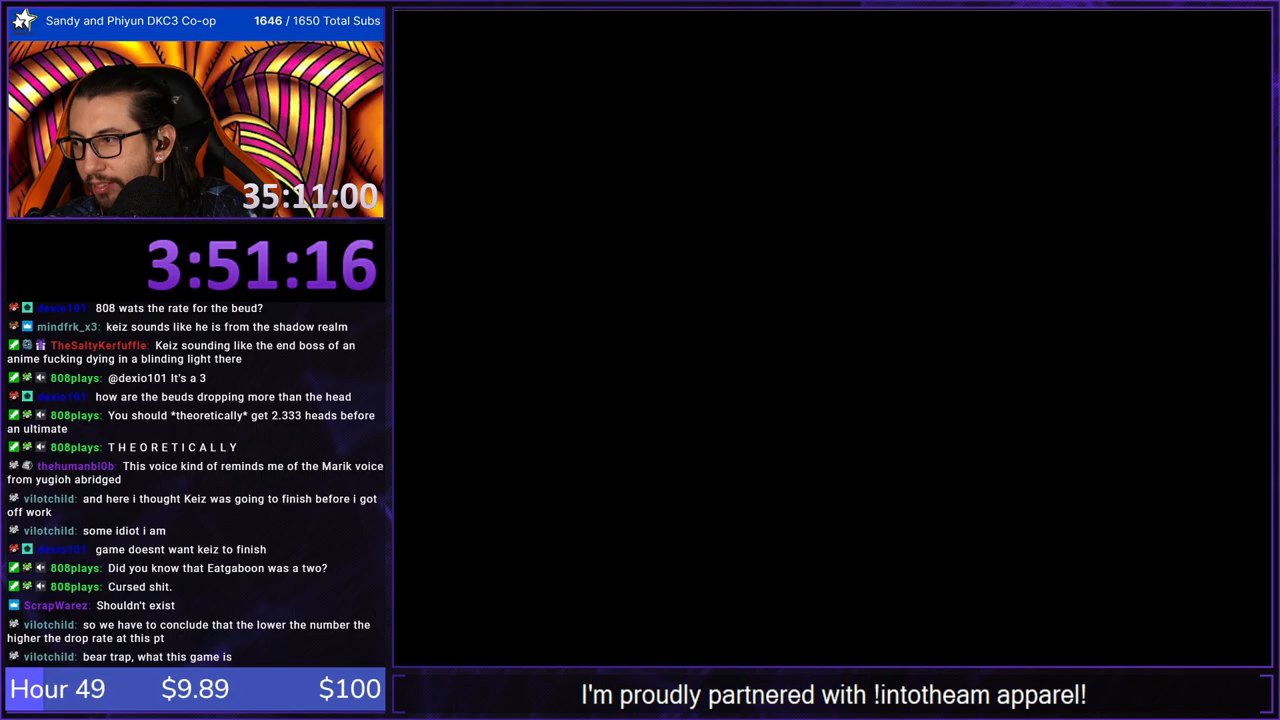 Sandy and Phiyun DKC3 Co-op 1646 / 1650 Total Subs
35:11:00
3:51:16
dexio101 808 wats the rate for the beud?
mindfrk_x3: keiz sounds like he is from the shadow realm
TheSaltyKerfuffle: Keiz sounding like the end boss of an
anime fucking dying in a blinding light there
808plays: @dexio101 It's a 3
dexio101 how are the beuds dropping more than the head
808plays: You should *theoretically* get 2.333 heads before
an ultimate
808plays: T H E O R E T I C A L L Y
thehumanbl0b: This voice kind of reminds me of the Marik voice
from yugioh abridged
vilotchild: and here i thought Keiz was going to finish before i got
off work
vilotchild: some idiot i am
dexio101 game doesnt want keiz to finish
808plays: Did you know that Eatgaboon was a two?
808plays: Cursed shit.
ScrapWarez: Shouldn't exist
vilotchild: so we have to conclude that the lower the number the
higher the drop rate at this pt
vilotchild: bear trap, what this game is
Hour 49 $9.89 $100
I'm proudly partnered with !intotheam apparel!